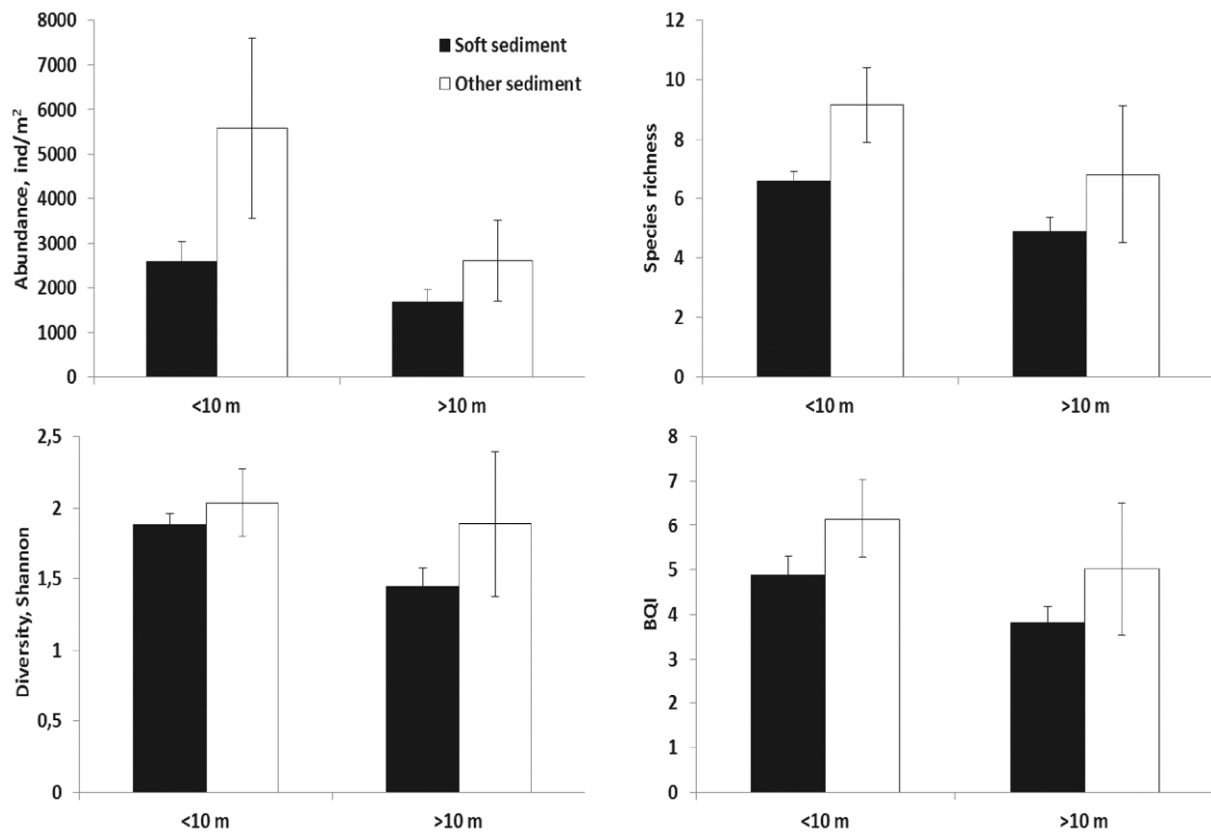 Abundance, ind/m²
8000
7000
6000
5000
4000
3000
2000
1000
0
Soft sediment
Other sediment
<10 m
>10 m
Species richness
12
10
8
6
4
2
0
<10 m
>10 m
Diversity, Shannon
2,5
2
1,5
1
0,5
0
<10 m
>10 m
BQI
8
7
6
5
4
3
2
1
0
<10 m
>10 m